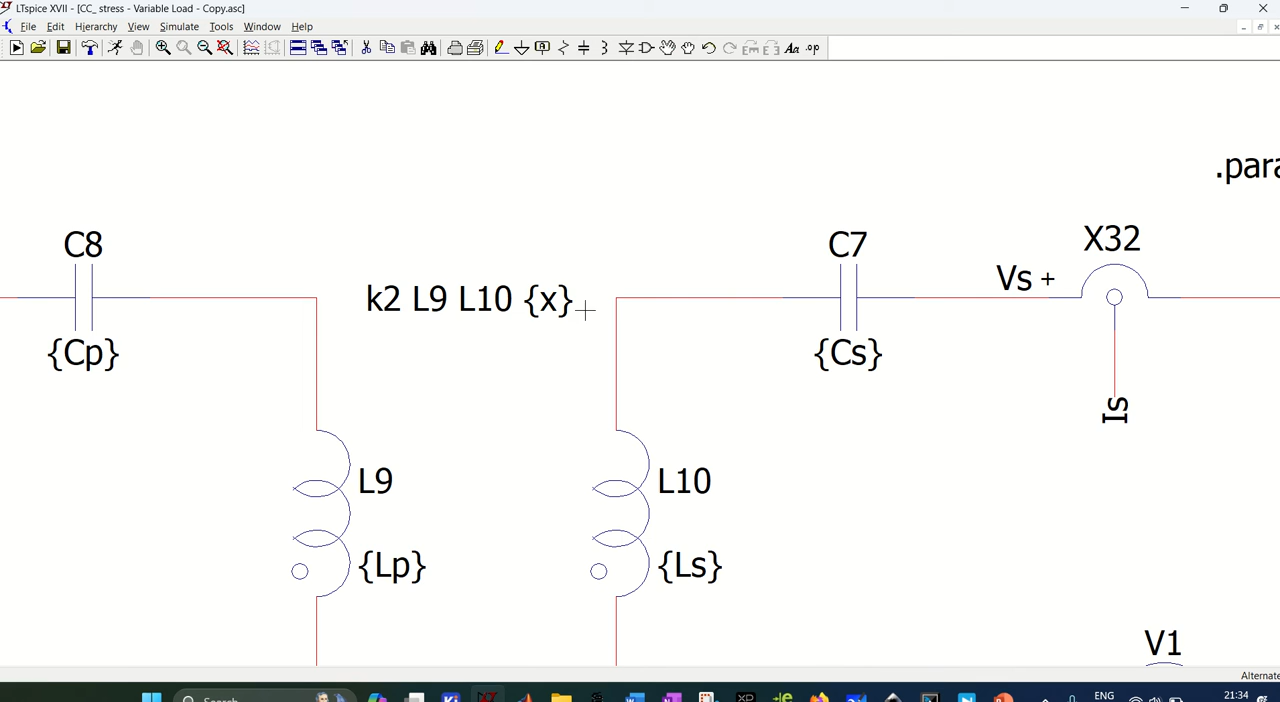 LTspice XVII - [CC_ stress - Variable Load - Copy.asc]
File Edit Hierarchy View Simulate Tools Window Help
.para
C8
C7
X32
Vs +
k2 L9 L10 {x}
{Cp}
{Cs}
Is
L9
L10
{Lp}
{Ls}
V1
Alternate
Search
ENG
21:34